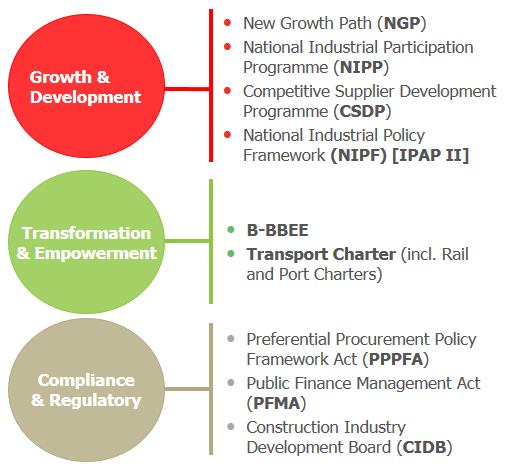 Growth &
Development
• New Growth Path (NGP)
• National Industrial Participation
Programme (NIPP)
• Competitive Supplier Development
Programme (CSDP)
• National Industrial Policy
Framework (NIPF) [IPAP II]
Transformation
& Empowerment
• B-BBEE
• Transport Charter (incl. Rail
and Port Charters)
Compliance
& Regulatory
• Preferential Procurement Policy
Framework Act (PPPFA)
• Public Finance Management Act
(PFMA)
• Construction Industry
Development Board (CIDB)